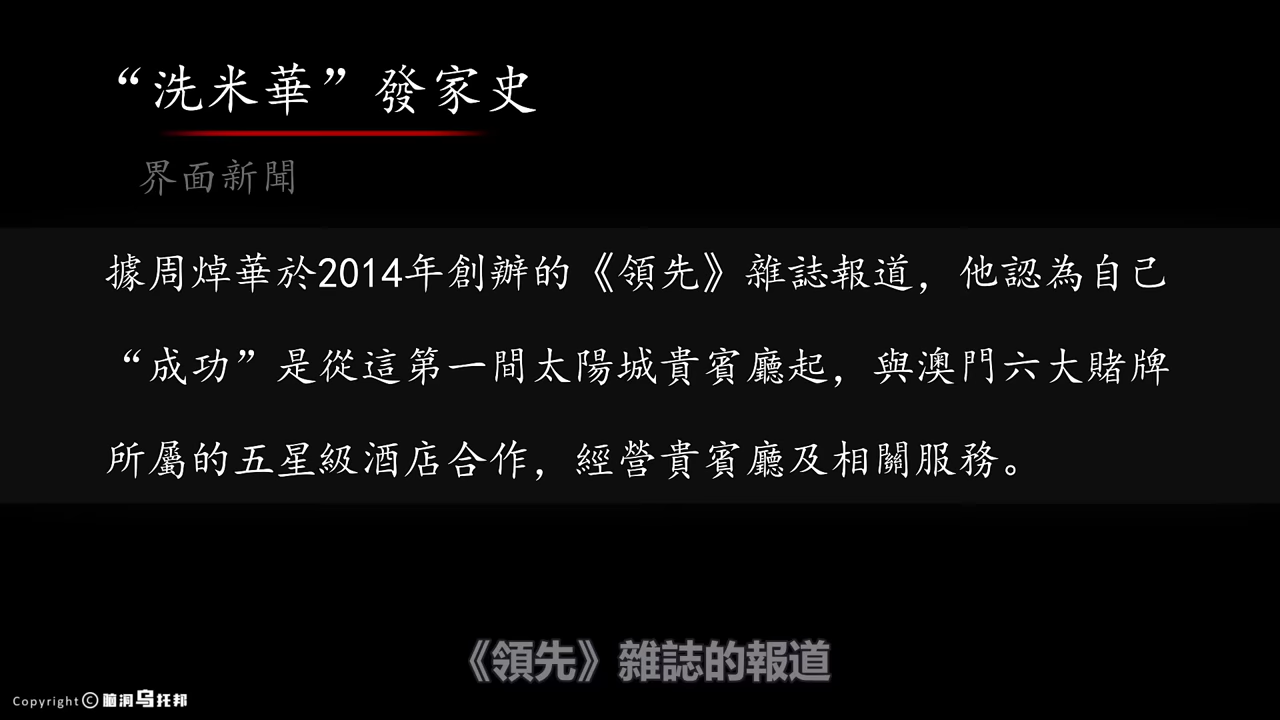 “洗米華”發家史
界面新聞
據周焯華於2014年創辦的《領先》雜誌報道，他認為自己
“成功”是從這第一間太陽城貴賓廳起，與澳門六大賭牌
所屬的五星級酒店合作，經營貴賓廳及相關服務。
《領先》雜誌的報道
Copyright©腦洞烏托邦